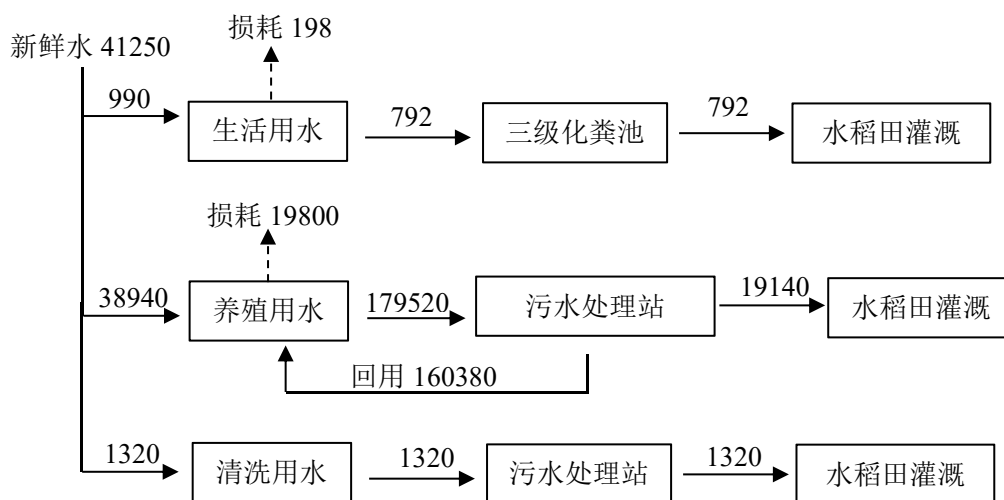 损耗 198
新鲜水 41250
990
792
792
生活用水
三级化粪池
水稻田灌溉
损耗 19800
38940
179520
19140
养殖用水
污水处理站
水稻田灌溉
回用 160380
1320
1320
1320
清洗用水
污水处理站
水稻田灌溉